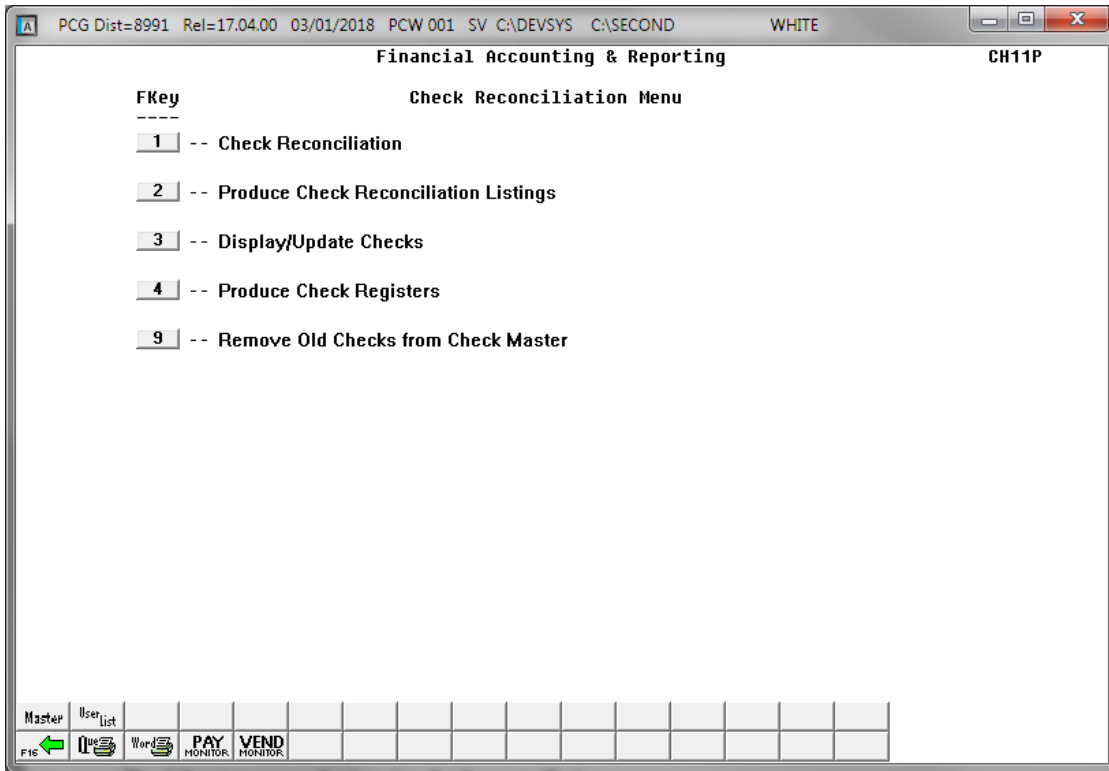 A PCG Dist=8991 Rel=17.04.00 03/01/2018 PCW 001 SV C:\DEVSYS C:\SECOND WHITE
Financial Accounting & Reporting CH11P
FKey Check Reconciliation Menu
----
1 -- Check Reconciliation
2 -- Produce Check Reconciliation Listings
3 -- Display/Update Checks
4 -- Produce Check Registers
9 -- Remove Old Checks from Check Master
Master User List
F16 Que Word PAY MONITOR VEND MONITOR